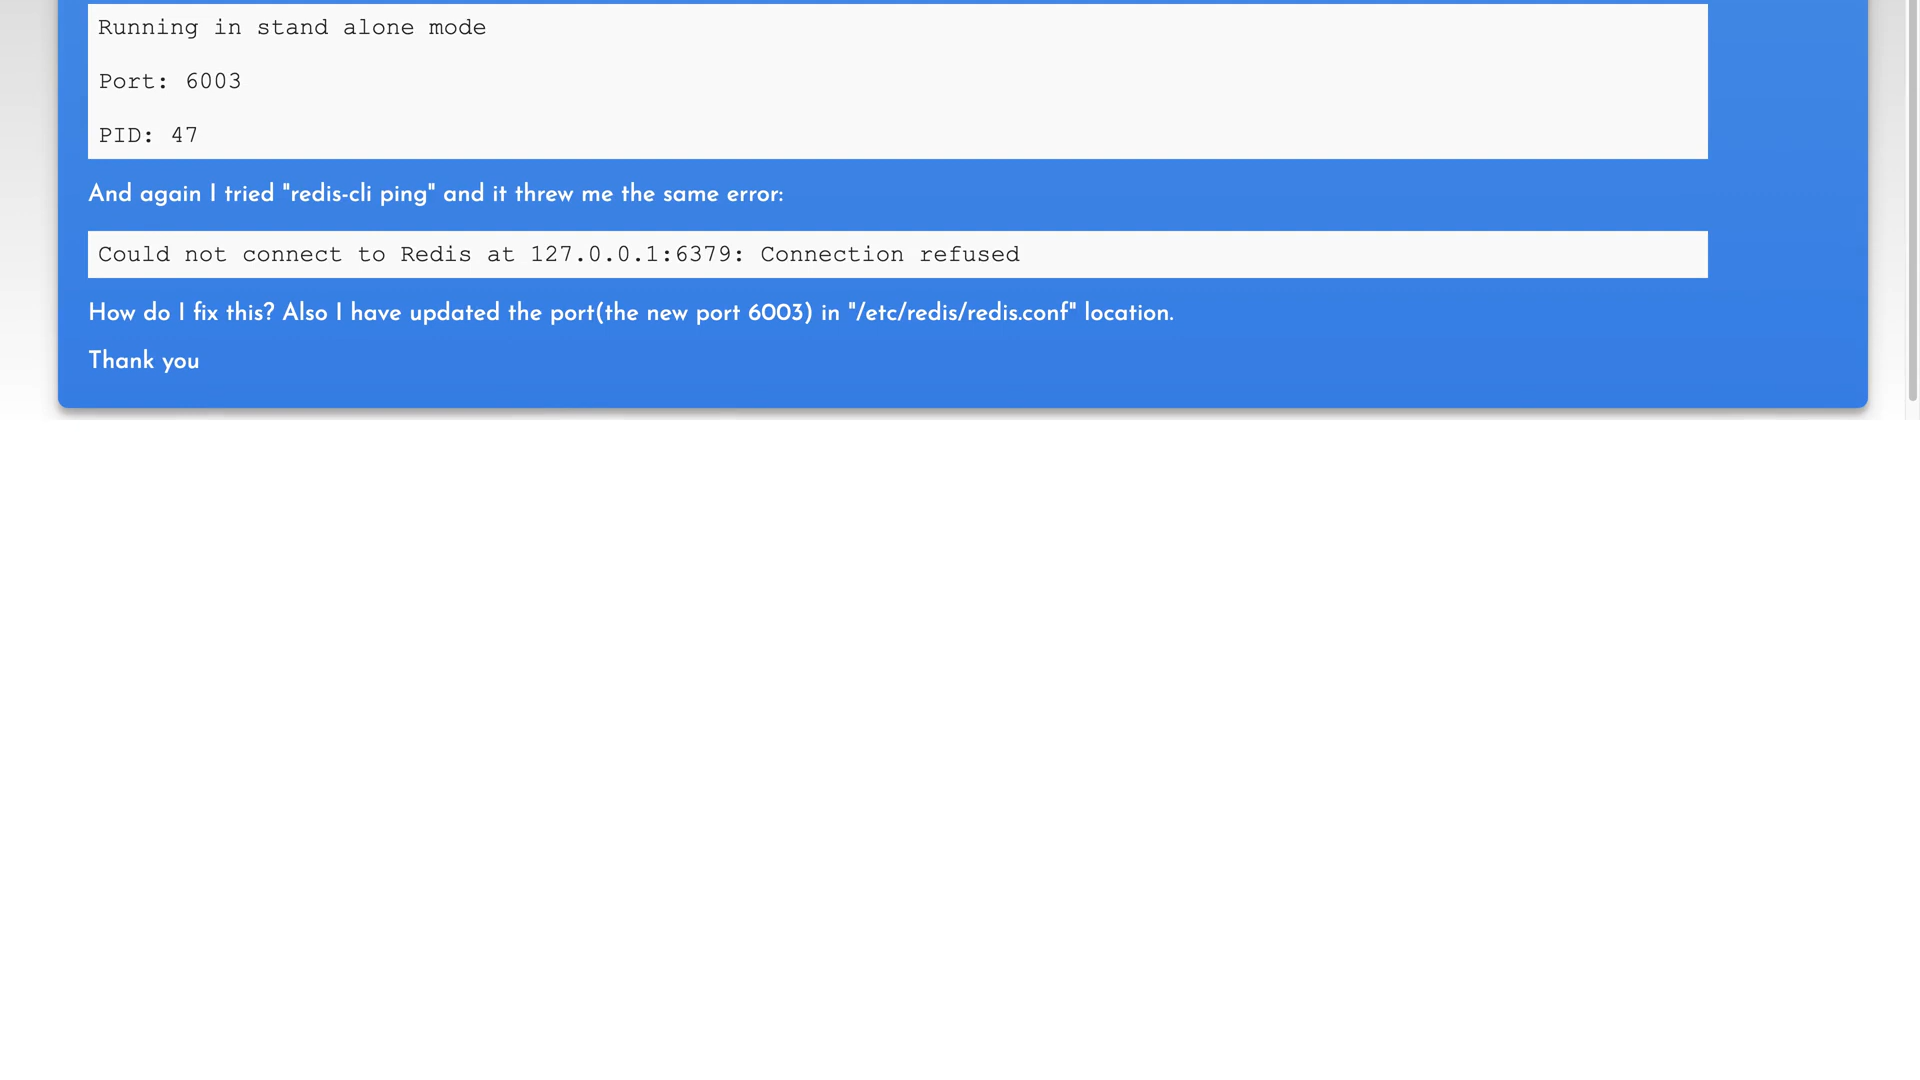 Running in stand alone mode
Port: 6003
PID: 47
And again I tried "redis-cli ping" and it threw me the same error:
Could not connect to Redis at 127.0.0.1:6379: Connection refused
How do I fix this? Also I have updated the port(the new port 6003) in "/etc/redis/redis.conf" location.
Thank you